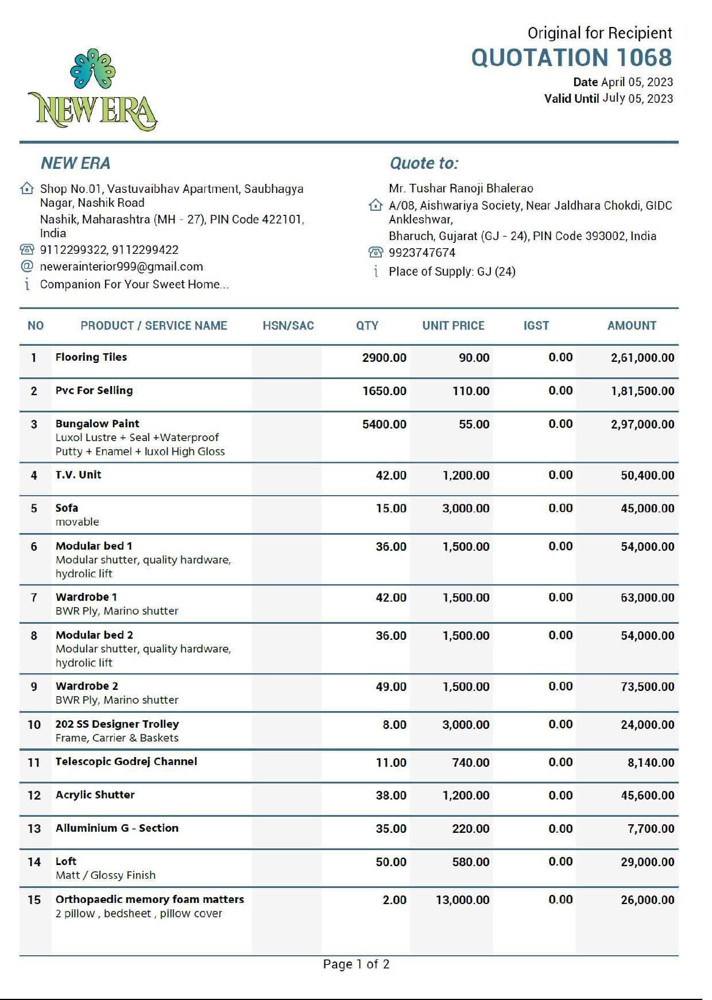 Original for Recipient
QUOTATION 1068
Date April 05, 2023
Valid Until July 05, 2023
NEW ERA
NEW ERA
Shop No.01, Vastuvaibhav Apartment, Saubhagya
Nagar, Nashik Road
Nashik, Maharashtra (MH - 27), PIN Code 422101,
India
9112299322, 9112299422
newerainterior999@gmail.com
Companion For Your Sweet Home...
Quote to:
Mr. Tushar Ranoji Bhalerao
A/08, Aishwariya Society, Near Jaldhara Chokdi, GIDC
Ankleshwar,
Bharuch, Gujarat (GJ - 24), PIN Code 393002, India
9923747674
Place of Supply: GJ (24)
NO PRODUCT / SERVICE NAME HSN/SAC QTY UNIT PRICE IGST AMOUNT
1 Flooring Tiles 2900.00 90.00 0.00 2,61,000.00
2 Pvc For Selling 1650.00 110.00 0.00 1,81,500.00
3 Bungalow Paint 5400.00 55.00 0.00 2,97,000.00
Luxol Lustre + Seal +Waterproof
Putty + Enamel + luxol High Gloss
4 T.V. Unit 42.00 1,200.00 0.00 50,400.00
5 Sofa 15.00 3,000.00 0.00 45,000.00
movable
6 Modular bed 1 36.00 1,500.00 0.00 54,000.00
Modular shutter, quality hardware,
hydrolic lift
7 Wardrobe 1 42.00 1,500.00 0.00 63,000.00
BWR Ply, Marino shutter
8 Modular bed 2 36.00 1,500.00 0.00 54,000.00
Modular shutter, quality hardware,
hydrolic lift
9 Wardrobe 2 49.00 1,500.00 0.00 73,500.00
BWR Ply, Marino shutter
10 202 SS Designer Trolley 8.00 3,000.00 0.00 24,000.00
Frame, Carrier & Baskets
11 Telescopic Godrej Channel 11.00 740.00 0.00 8,140.00
12 Acrylic Shutter 38.00 1,200.00 0.00 45,600.00
13 Alluminium G - Section 35.00 220.00 0.00 7,700.00
14 Loft 50.00 580.00 0.00 29,000.00
Matt / Glossy Finish
15 Orthopaedic memory foam matters 2.00 13,000.00 0.00 26,000.00
2 pillow , bedsheet , pillow cover
Page 1 of 2